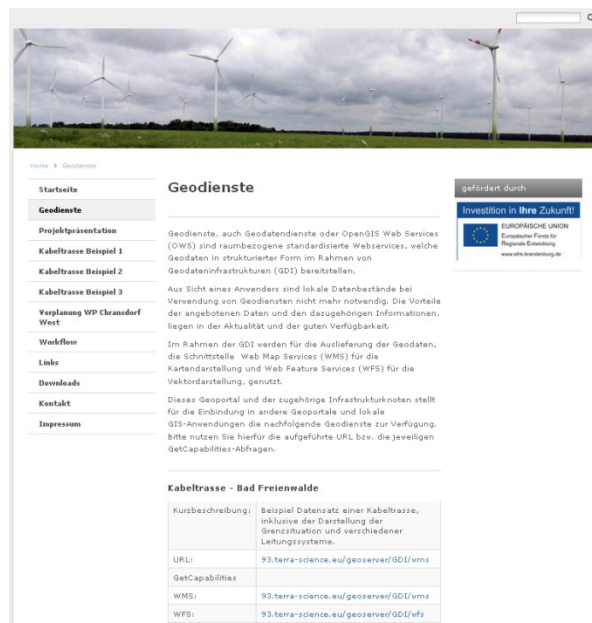 Home > Geodienste
Startseite
Geodienste
Projektpräsentation
Kabeltrasse Beispiel 1
Kabeltrasse Beispiel 2
Kabeltrasse Beispiel 3
Vorplanung WP Chransdorf
West
Workflow
Links
Downloads
Kontakt
Impressum
Geodienste
Geodienste, auch Geodatendienste oder OpenGIS Web Services
(OWS) sind raumbezogene standardisierte Webservices, welche
Geodaten in strukturierter Form im Rahmen von
Geodateninfrastrukturen (GDI) bereitstellen.
Aus Sicht eines Anwenders sind lokale Datenbestände bei
Verwendung von Geodiensten nicht mehr notwendig. Die Vorteile
der angebotenen Daten und den dazugehörigen Informationen,
liegen in der Aktualität und der guten Verfügbarkeit.
Im Rahmen der GDI werden für die Auslieferung der Geodaten,
die Schnittstelle Web Map Services (WMS) für die
Kartendarstellung und Web Feature Services (WFS) für die
Vektordarstellung, genutzt.
Dieses Geoportal und der zugehörige Infrastrukturknoten stellt
für die Einbindung in andere Geoportale und lokale
GIS-Anwendungen die nachfolgende Geodienste zur Verfügung.
Bitte nutzen Sie hierfür die aufgeführte URL bzw. die jeweiligen
GetCapabilities-Abfragen.
Kabeltrasse - Bad Freienwalde
Kurzbeschreibung: Beispiel Datensatz einer Kabeltrasse,
inklusive der Darstellung der
Grenzsituation und verschiedener
Leitungssysteme.
URL: 93.terra-science.eu/geoserver/GDI/wms
GetCapabilities
WMS: 93.terra-science.eu/geoserver/GDI/wms
WFS: 93.terra-science.eu/geoserver/GDI/wfs
gefördert durch
Investition in Ihre Zukunft!
EUROPÄISCHE UNION
Europäischer Fonds für
Regionale Entwicklung
www.efre.brandenburg.de